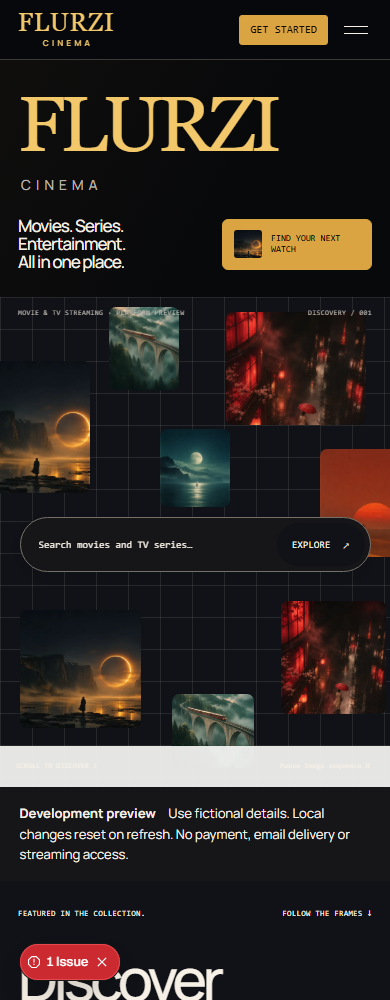 FLURZI
CINEMA
GET STARTED
FLURZI
CINEMA
Movies. Series.
Entertainment.
All in one place.
FIND YOUR NEXT
WATCH
MOVIE & TV STREAMING · PLATFORM PREVIEW
DISCOVERY / 001
Search movies and TV series…
EXPLORE ↗
Development preview Use fictional details. Local
changes reset on refresh. No payment, email delivery or
streaming access.
FEATURED IN THE COLLECTION.
FOLLOW THE FRAMES ↓
1 Issue
Discover